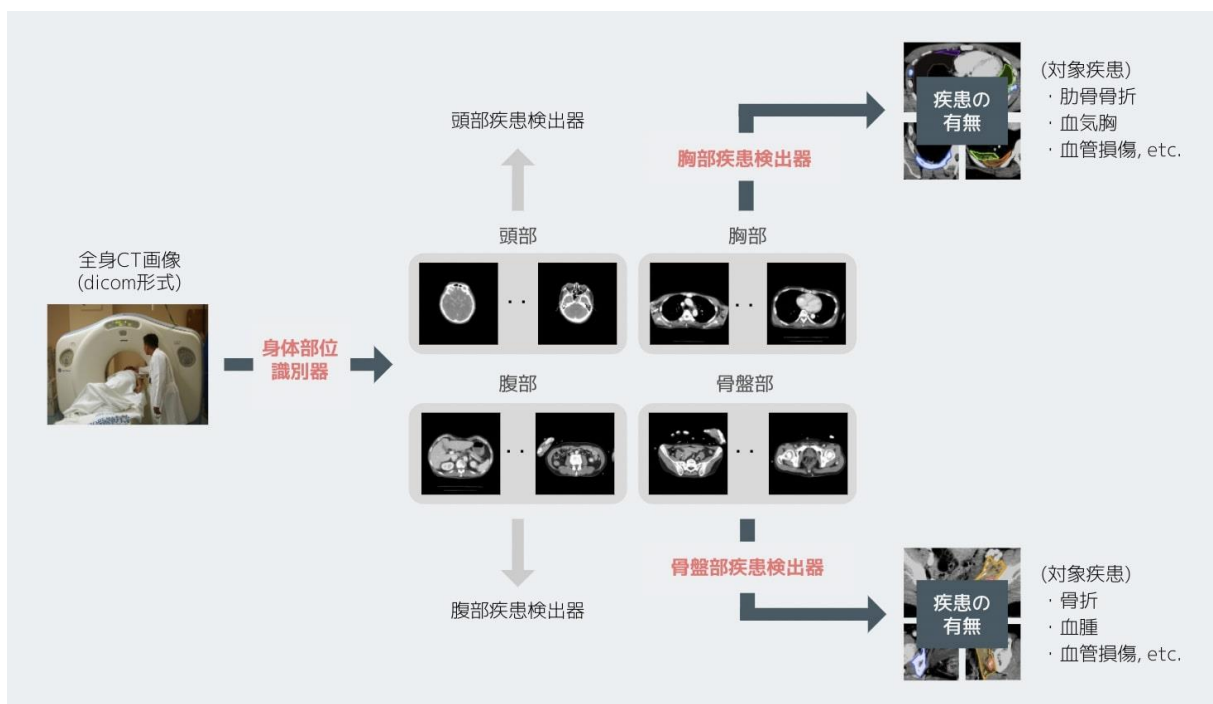 全身CT画像
(dicom形式)
身体部位
識別器
頭部疾患検出器
頭部
胸部
腹部
骨盤部
腹部疾患検出器
胸部疾患検出器
疾患の
有無
(対象疾患)
・肋骨骨折
・血気胸
・血管損傷, etc.
骨盤部疾患検出器
疾患の
有無
(対象疾患)
・骨折
・血腫
・血管損傷, etc.